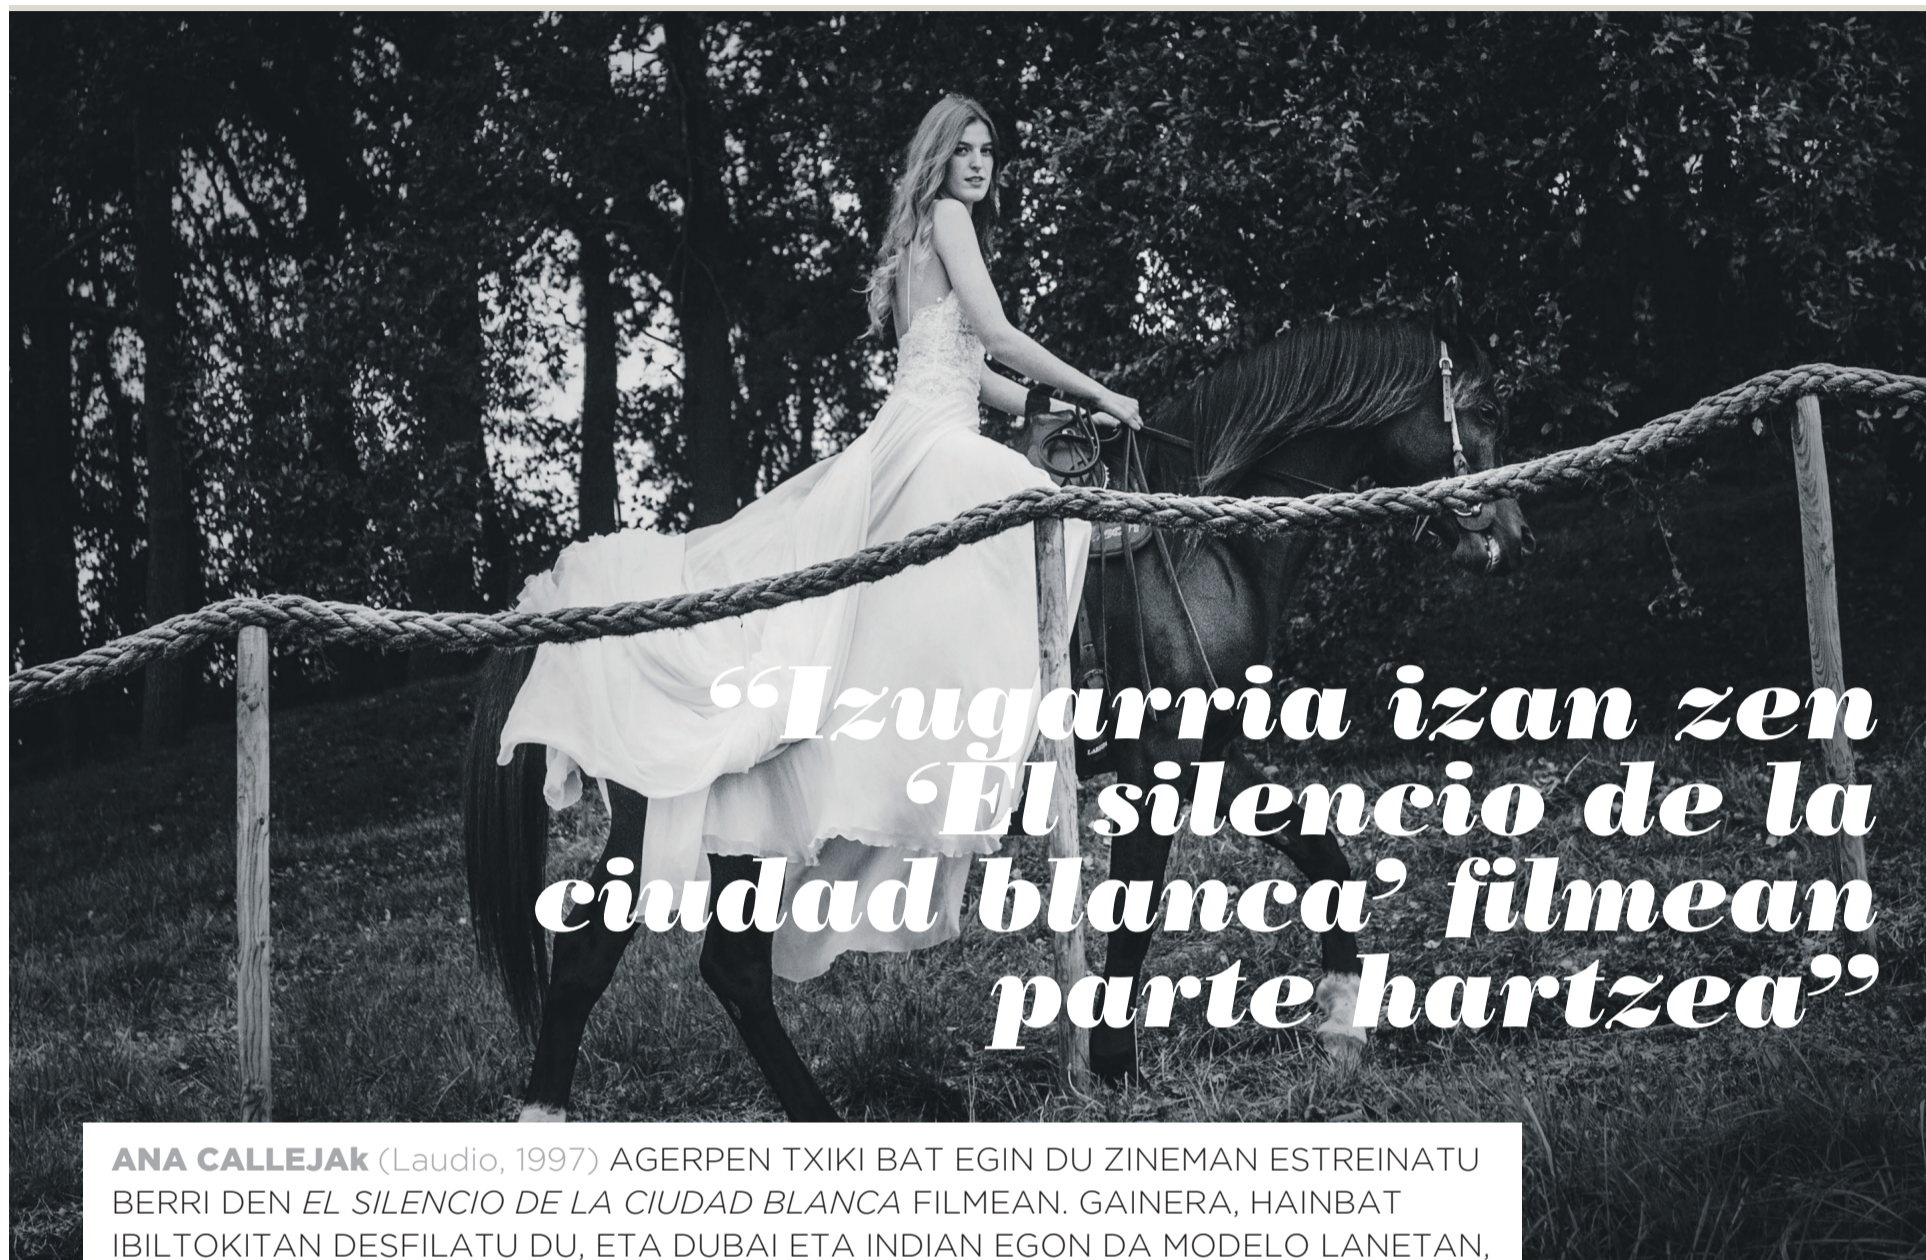 “Izugarria izan zen
‘El silencio de la
ciudad blanca’ filmean
parte hartzea”
ANA CALLEJAk (Laudio, 1997) AGERPEN TXIKI BAT EGIN DU ZINEMAN ESTREINATU
BERRI DEN EL SILENCIO DE LA CIUDAD BLANCA FILMEAN. GAINERA, HAINBAT
IBILTOKITAN DESFILATU DU, ETA DUBAI ETA INDIAN EGON DA MODELO LANETAN,